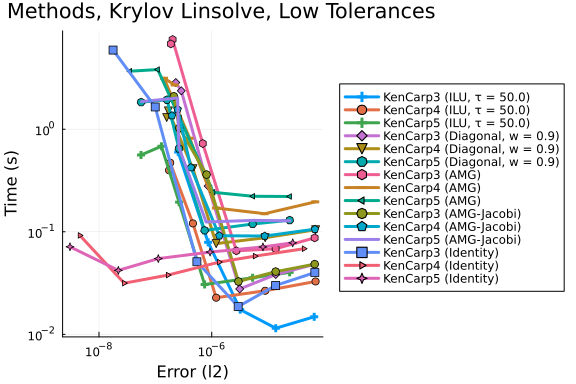 Methods, Krylov Linsolve, Low Tolerances
Time (s)
10⁰
10⁻¹
10⁻²
10⁻⁸
10⁻⁶
Error (l2)
KenCarp3 (ILU, τ = 50.0)
KenCarp4 (ILU, τ = 50.0)
KenCarp5 (ILU, τ = 50.0)
KenCarp3 (Diagonal, w = 0.9)
KenCarp4 (Diagonal, w = 0.9)
KenCarp5 (Diagonal, w = 0.9)
KenCarp3 (AMG)
KenCarp4 (AMG)
KenCarp5 (AMG)
KenCarp3 (AMG-Jacobi)
KenCarp4 (AMG-Jacobi)
KenCarp5 (AMG-Jacobi)
KenCarp3 (Identity)
KenCarp4 (Identity)
KenCarp5 (Identity)